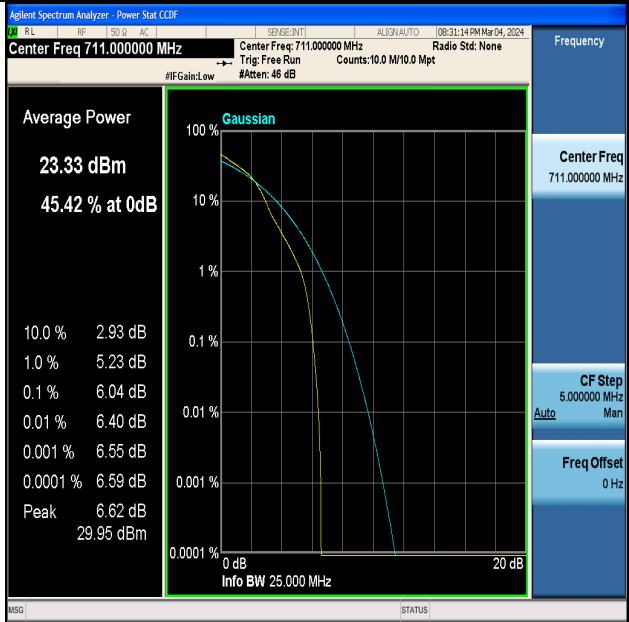 Agilent Spectrum Analyzer - Power Stat CCDF
LXI RL RF 50 Ω AC SENSE:INT ALIGN AUTO 08:31:14 PM Mar 04, 2024
Center Freq 711.000000 MHz
Center Freq: 711.000000 MHz Radio Std: None
Trig: Free Run Counts:10.0 M/10.0 Mpt
#IFGain:Low #Atten: 46 dB
Frequency
Average Power
23.33 dBm
45.42 % at 0dB
10.0 % 2.93 dB
1.0 % 5.23 dB
0.1 % 6.04 dB
0.01 % 6.40 dB
0.001 % 6.55 dB
0.0001 % 6.59 dB
Peak 6.62 dB
29.95 dBm
Gaussian
100 %
10 %
1 %
0.1 %
0.01 %
0.001 %
0.0001 %
0 dB 20 dB
Info BW 25.000 MHz
Center Freq
711.000000 MHz
CF Step
5.000000 MHz
Auto Man
Freq Offset
0 Hz
MSG STATUS